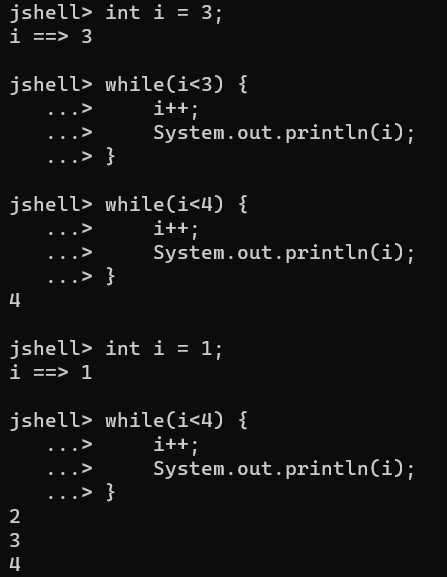 jshell> int i = 3;
i ==> 3
jshell> while(i<3) {
   ...>     i++;
   ...>     System.out.println(i);
   ...> }
jshell> while(i<4) {
   ...>     i++;
   ...>     System.out.println(i);
   ...> }
4
jshell> int i = 1;
i ==> 1
jshell> while(i<4) {
   ...>     i++;
   ...>     System.out.println(i);
   ...> }
2
3
4